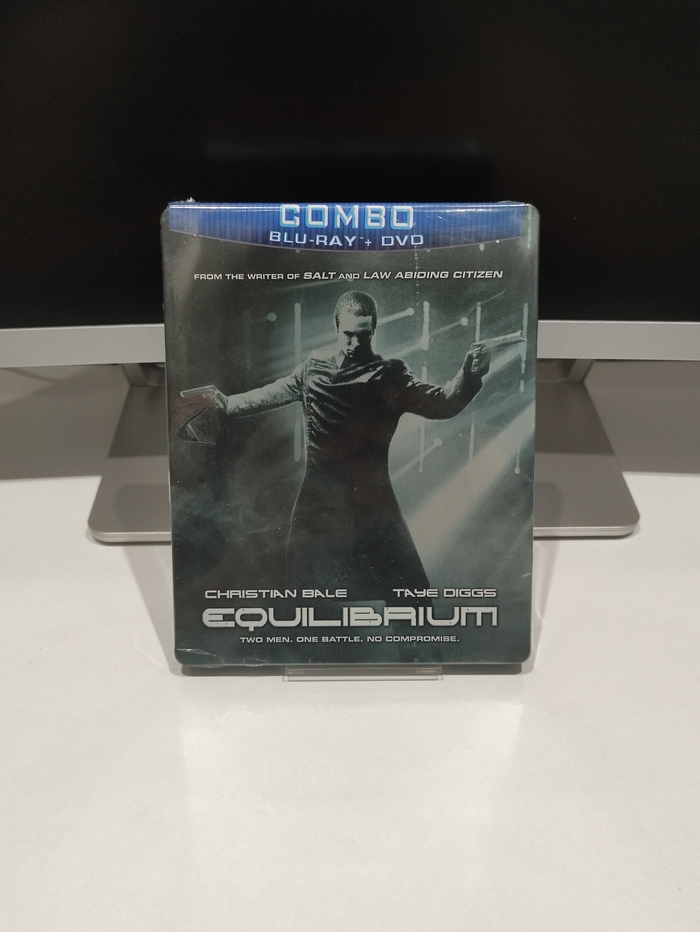 COMBO
BLU-RAY™ + DVD
FROM THE WRITER OF SALT AND LAW ABIDING CITIZEN
CHRISTIAN BALE TAYE DIGGS
EQUILIBRIUM
TWO MEN. ONE BATTLE. NO COMPROMISE.